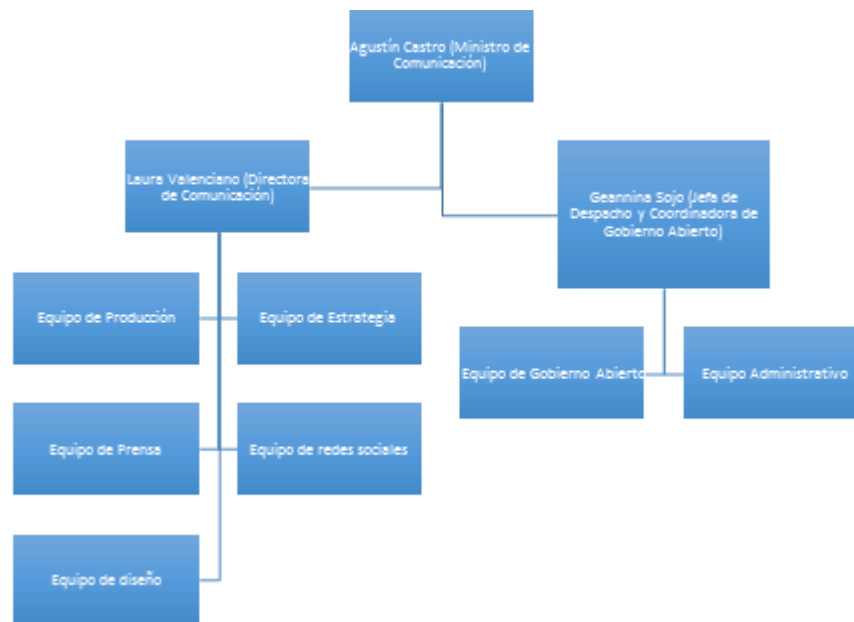 Agustín Castro (Ministro de
Comunicación)
Laura Valenciano (Directora
de Comunicación)
Geannina Sojo (Jefa de
Despacho y Coordinadora de
Gobierno Abierto)
Equipo de Producción
Equipo de Estrategia
Equipo de Gobierno Abierto
Equipo Administrativo
Equipo de Prensa
Equipo de redes sociales
Equipo de diseño